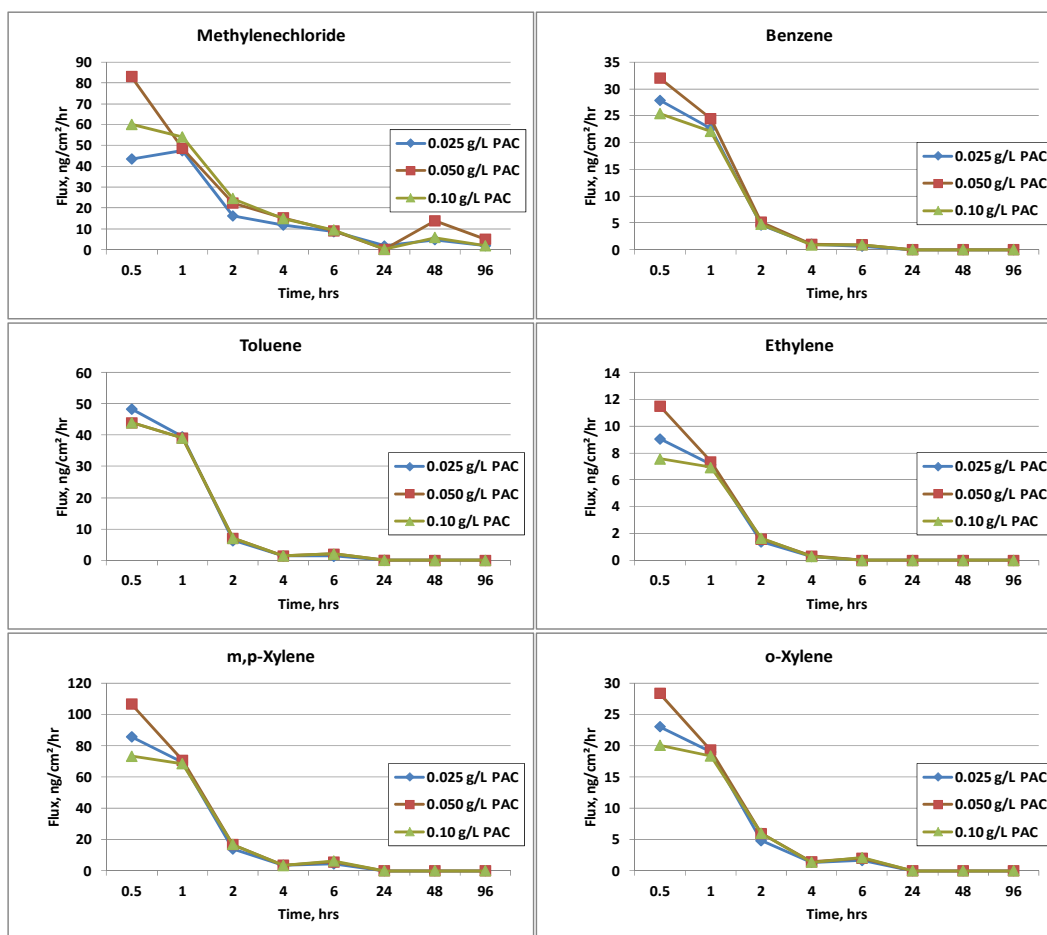 Methylenechloride
Flux, ng/cm²/hr
90
80
70
60
50
40
30
20
10
0
0.5 1 2 4 6 24 48 96
Time, hrs
0.025 g/L PAC
0.050 g/L PAC
0.10 g/L PAC
Benzene
Flux, ng/cm²/hr
35
30
25
20
15
10
5
0
0.5 1 2 4 6 24 48 96
Time, hrs
0.025 g/L PAC
0.050 g/L PAC
0.10 g/L PAC
Toluene
Flux, ng/cm²/hr
60
50
40
30
20
10
0
0.5 1 2 4 6 24 48 96
Time, hrs
0.025 g/L PAC
0.050 g/L PAC
0.10 g/L PAC
Ethylene
Flux, ng/cm²/hr
14
12
10
8
6
4
2
0
0.5 1 2 4 6 24 48 96
Time, hrs
0.025 g/L PAC
0.050 g/L PAC
0.10 g/L PAC
m,p-Xylene
Flux, ng/cm²/hr
120
100
80
60
40
20
0
0.5 1 2 4 6 24 48 96
Time, hrs
0.025 g/L PAC
0.050 g/L PAC
0.10 g/L PAC
o-Xylene
Flux, ng/cm²/hr
30
25
20
15
10
5
0
0.5 1 2 4 6 24 48 96
Time, hrs
0.025 g/L PAC
0.050 g/L PAC
0.10 g/L PAC